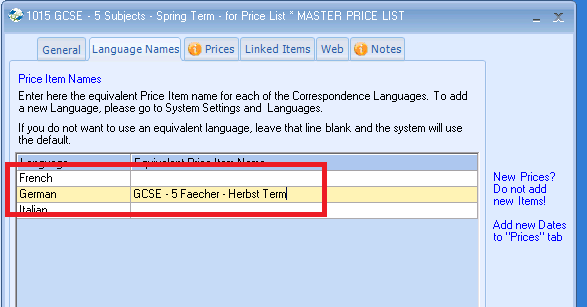 1015 GCSE - 5 Subjects - Spring Term - for Price List * MASTER PRICE LIST
General Language Names Prices Linked Items Web Notes
Price Item Names
Enter here the equivalent Price Item name for each of the Correspondence Languages. To add
a new Language, please go to System Settings and Languages.
If you do not want to use an equivalent language, leave that line blank and the system will use
the default.
Language Equivalent Price Item Name
French
German GCSE - 5 Faecher - Herbst Term
Italian
New Prices?
Do not add
new Items!
Add new Dates
to "Prices" tab